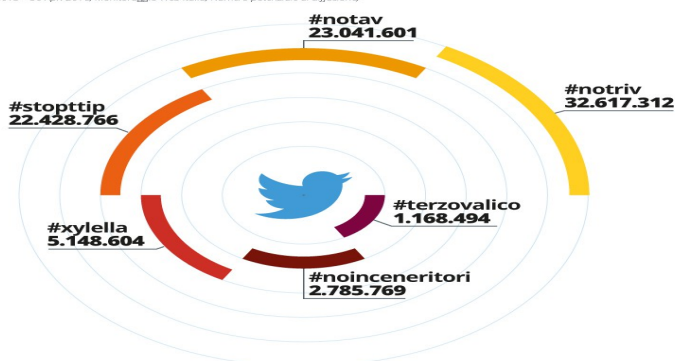 #notav
23.041.601
#notriv
32.617.312
#stopttip
22.428.766
#terzovalico
1.168.494
#xylella
5.148.604
#noinceneritori
2.785.769